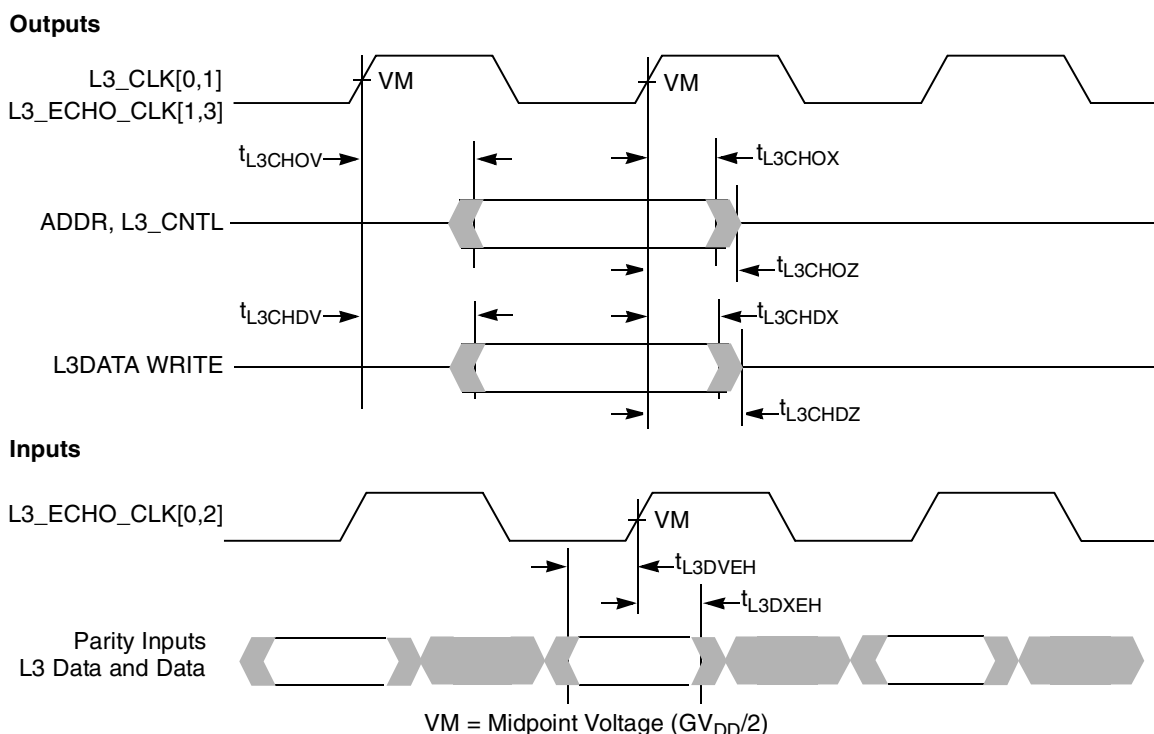 Outputs
L3_CLK[0,1]
VM
VM
L3_ECHO_CLK[1,3]
tL3CHOV
tL3CHOX
ADDR, L3_CNTL
tL3CHOZ
tL3CHDV
tL3CHDX
L3DATA WRITE
tL3CHDZ
Inputs
L3_ECHO_CLK[0,2]
VM
tL3DVEH
tL3DXEH
Parity Inputs
L3 Data and Data
VM = Midpoint Voltage (GVDD/2)